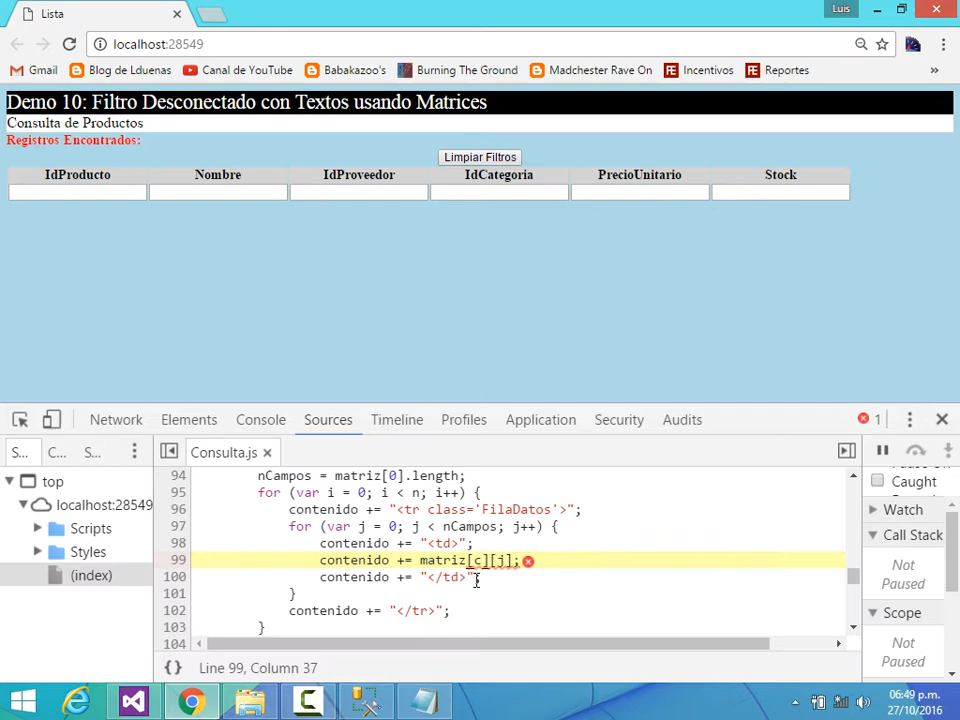 Lista
Luis
localhost:28549
Gmail
Blog de Lduenas
Canal de YouTube
Babakazoo's
Burning The Ground
Madchester Rave On
FE
Incentivos
FE
Reportes
»
Demo 10: Filtro Desconectado con Textos usando Matrices
Consulta de Productos
Registros Encontrados:
Limpiar Filtros
IdProducto
Nombre
IdProveedor
IdCategoria
PrecioUnitario
Stock
Network
Elements
Console
Sources
Timeline
Profiles
Application
Security
Audits
1
S...
C...
S...
Consulta.js
top
localhost:28549
Scripts
Styles
(index)
94 nCampos = matriz[0].length;
95 for (var i = 0; i < n; i++) {
96 contenido += "<tr class='FilaDatos'>";
97 for (var j = 0; j < nCampos; j++) {
98 contenido += "<td>";
99 contenido += matriz[c][j];
100 contenido += "</td>";
101 }
102 contenido += "</tr>";
103 }
104
{} Line 99, Column 37
Caught
Watch
Call Stack
Not
Paused
Scope
Not
Paused
06:49 p.m.
27/10/2016